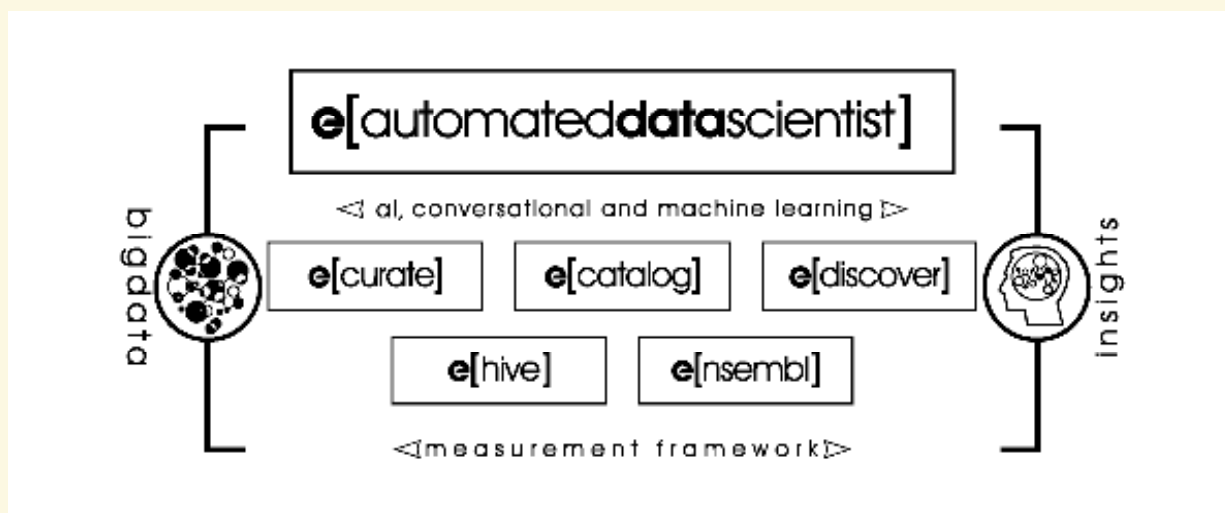 e[automateddatascientist]
ai, conversational and machine learning
bigdata
e[curate] e[catalog] e[discover]
insights
e[hive] e[nsembl]
measurement framework